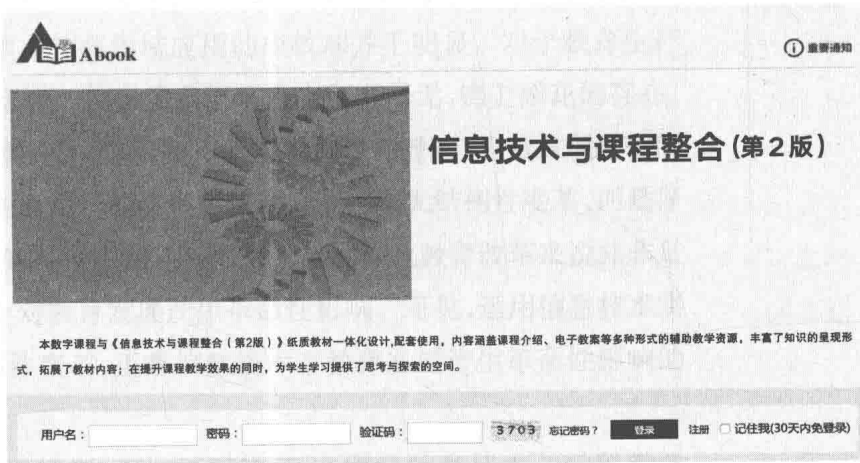 Abook
重要通知
信息技术与课程整合(第2版)
本数字课程与《信息技术与课程整合(第2版)》纸质教材一体化设计,配套使用，内容涵盖课程介绍、电子教案等多种形式的辅助教学资源，丰富了知识的呈现形
式，拓展了教材内容；在提升课程教学效果的同时，为学生学习提供了思考与探索的空间。
用户名： 密码： 验证码： 3703 忘记密码？ 登录 注册 记住我(30天内免登录)